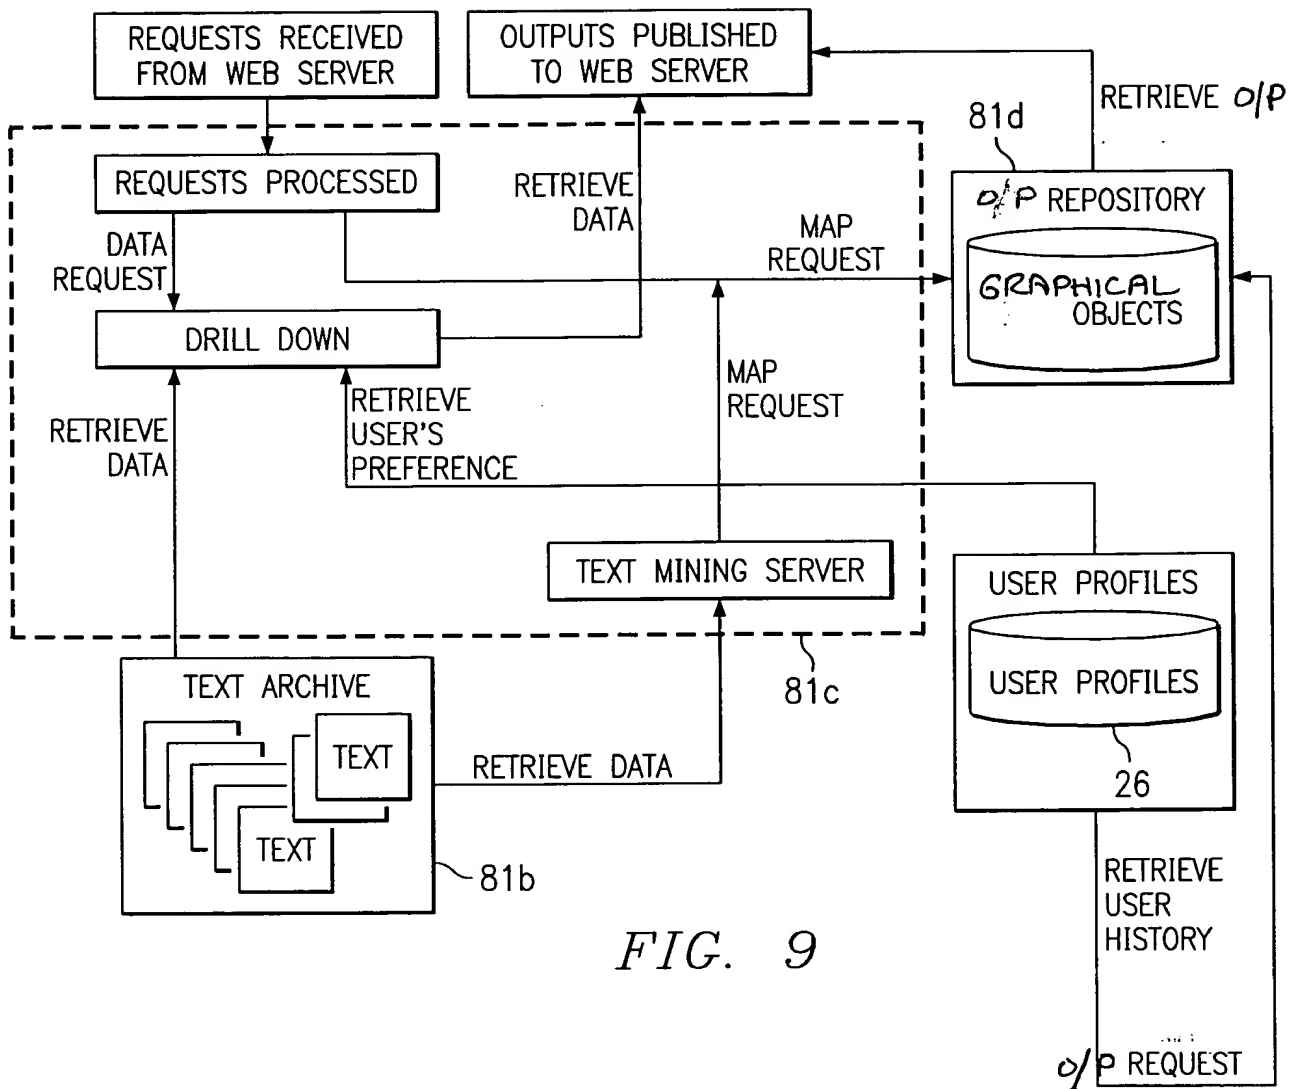 REQUESTS RECEIVED
FROM WEB SERVER
OUTPUTS PUBLISHED
TO WEB SERVER
RETRIEVE O/P
81d
REQUESTS PROCESSED
RETRIEVE
DATA
O/P REPOSITORY
DATA
REQUEST
MAP
REQUEST
GRAPHICAL
OBJECTS
DRILL DOWN
MAP
REQUEST
RETRIEVE
USER'S
PREFERENCE
RETRIEVE
DATA
TEXT MINING SERVER
USER PROFILES
USER PROFILES
81c
26
TEXT ARCHIVE
TEXT
TEXT
RETRIEVE DATA
81b
RETRIEVE
USER
HISTORY
FIG. 9
O/P REQUEST